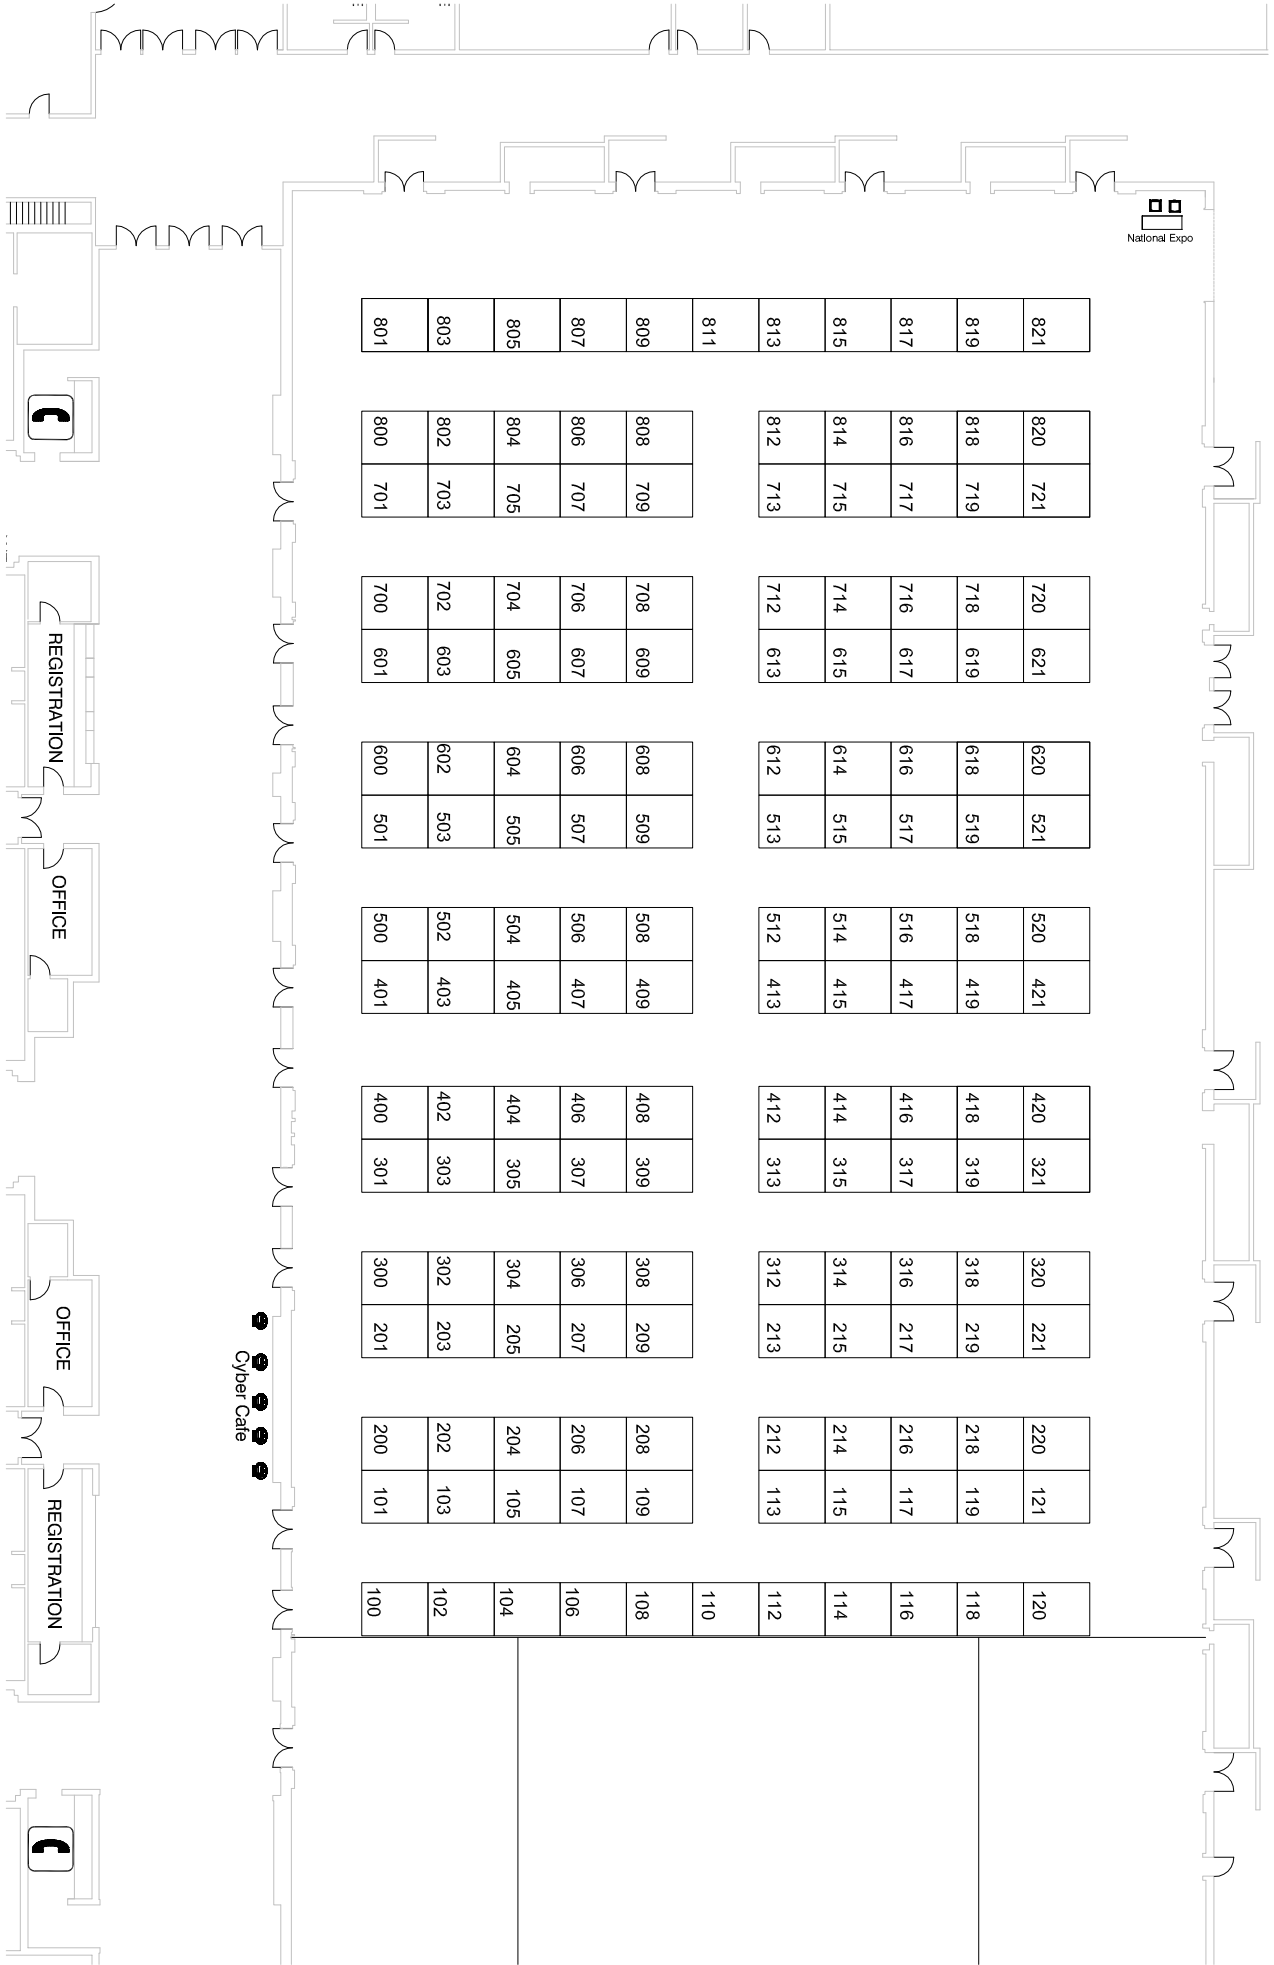 National Expo
801 803 805 807 809 811 813 815 817 819 821
800 802 804 806 808 812 814 816 818 820
701 703 705 707 709 713 715 717 719 721
700 702 704 706 708 712 714 716 718 720
601 603 605 607 609 613 615 617 619 621
REGISTRATION
600 602 604 606 608 612 614 616 618 620
501 503 505 507 509 513 515 517 519 521
OFFICE
500 502 504 506 508 512 514 516 518 520
401 403 405 407 409 413 415 417 419 421
400 402 404 406 408 412 414 416 418 420
301 303 305 307 309 313 315 317 319 321
300 302 304 306 308 312 314 316 318 320
201 203 205 207 209 213 215 217 219 221
OFFICE
Cyber Cafe
200 202 204 206 208 212 214 216 218 220
101 103 105 107 109 113 115 117 119 121
REGISTRATION
100 102 104 106 108 110 112 114 116 118 120